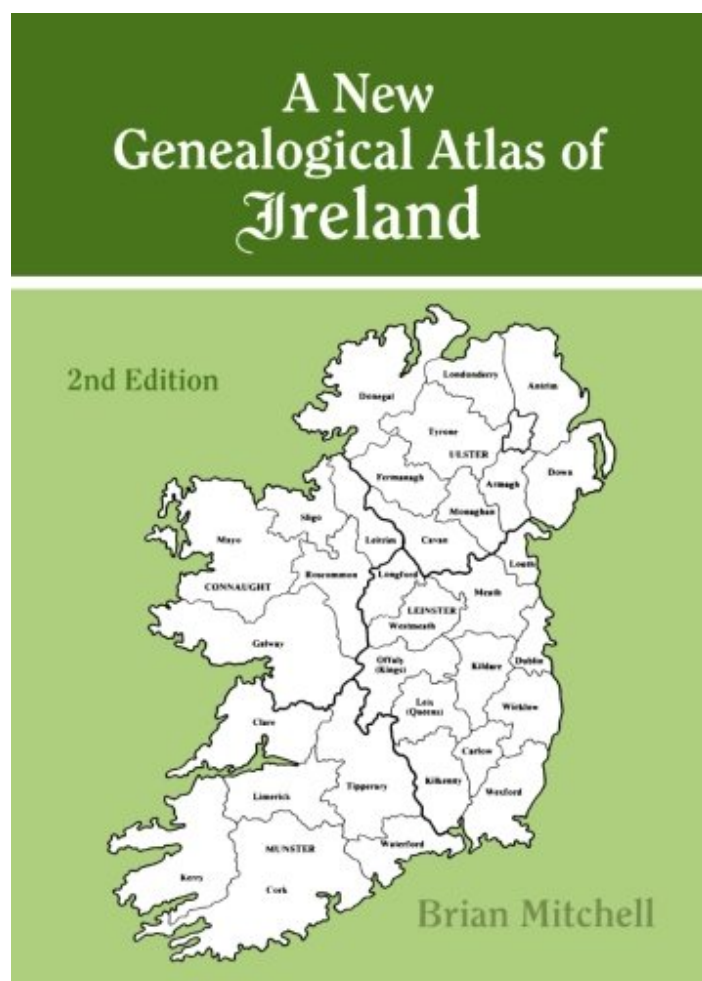 A New
Genealogical Atlas of
Ireland
2nd Edition
Londonderry
Antrim
Donegal
Tyrone
ULSTER
Down
Fermanagh
Armagh
Monaghan
Sligo
Mayo
Leitrim
Cavan
Louth
Roscommon
Longford
CONNAUGHT
Meath
LEINSTER
Westmeath
Galway
Offaly
(Kings)
Kildare
Dublin
Leix
(Queens)
Wicklow
Clare
Carlow
Kilkenny
Tipperary
Wexford
Limerick
Waterford
MUNSTER
Kerry
Cork
Brian Mitchell